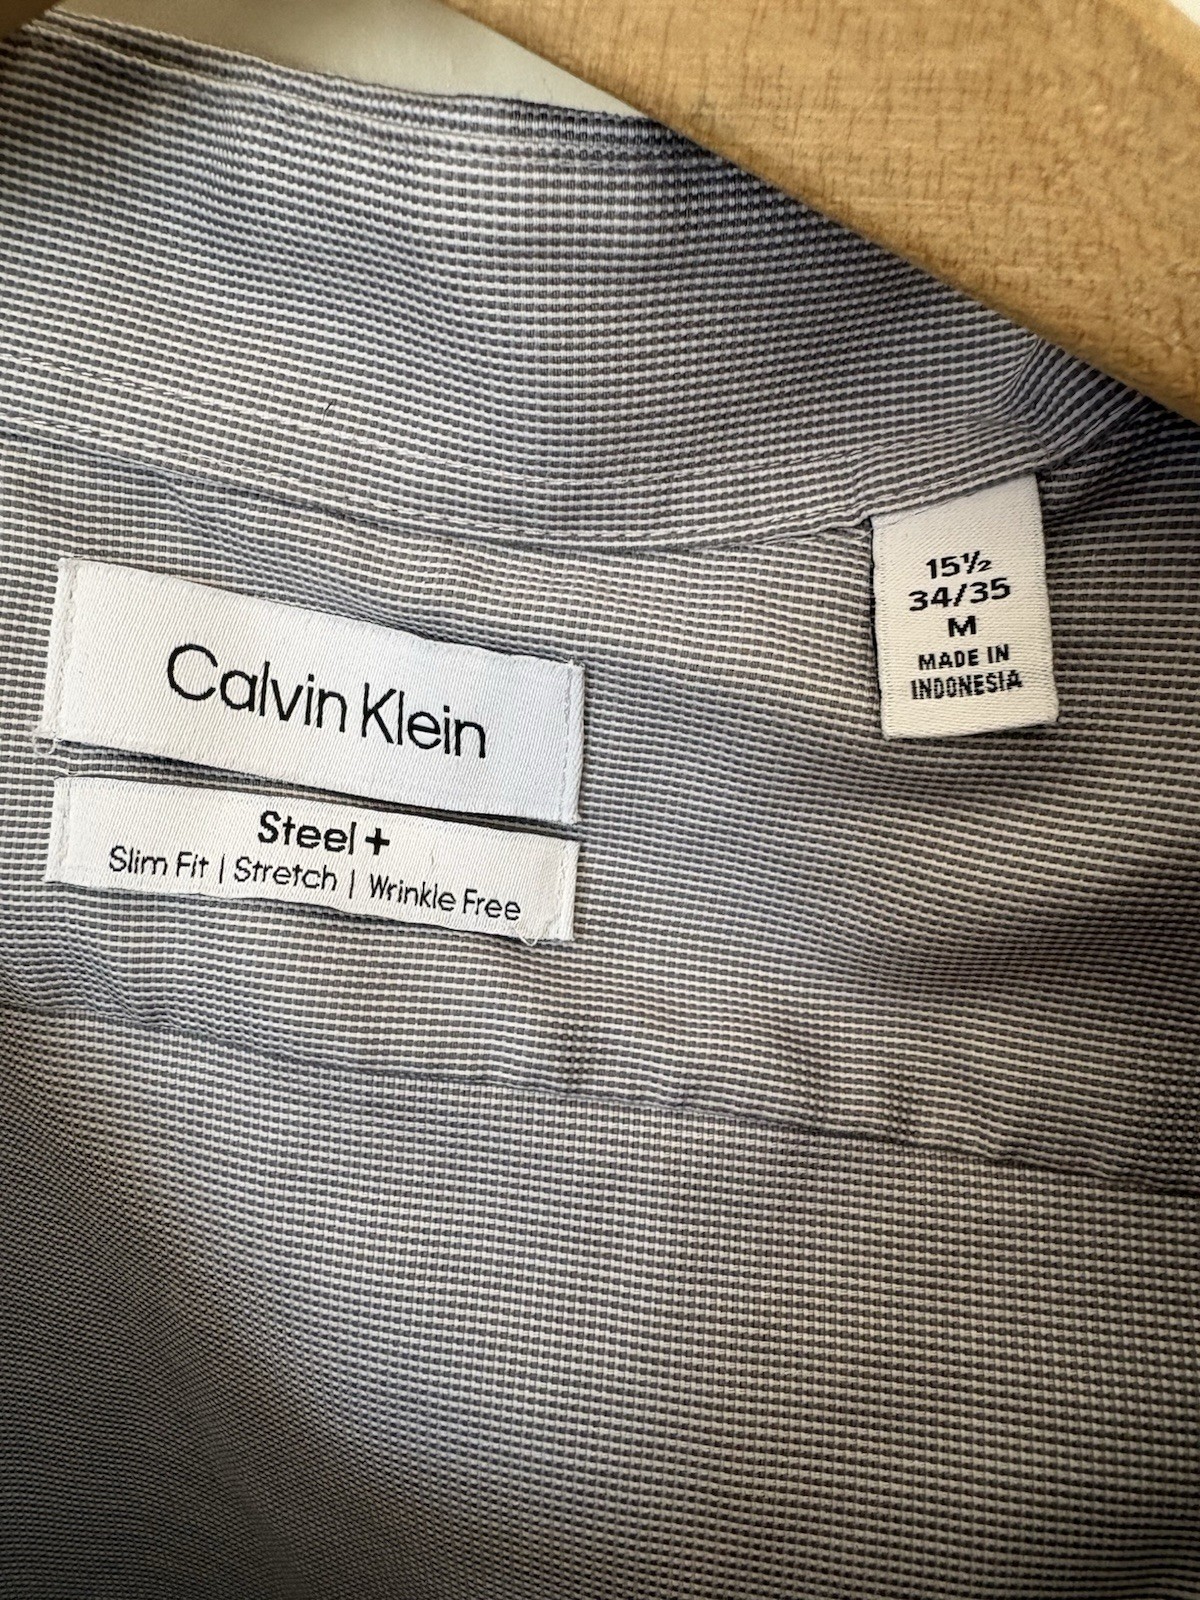 Calvin Klein
Steel +
Slim Fit | Stretch | Wrinkle Free
15½
34/35
M
MADE IN
INDONESIA